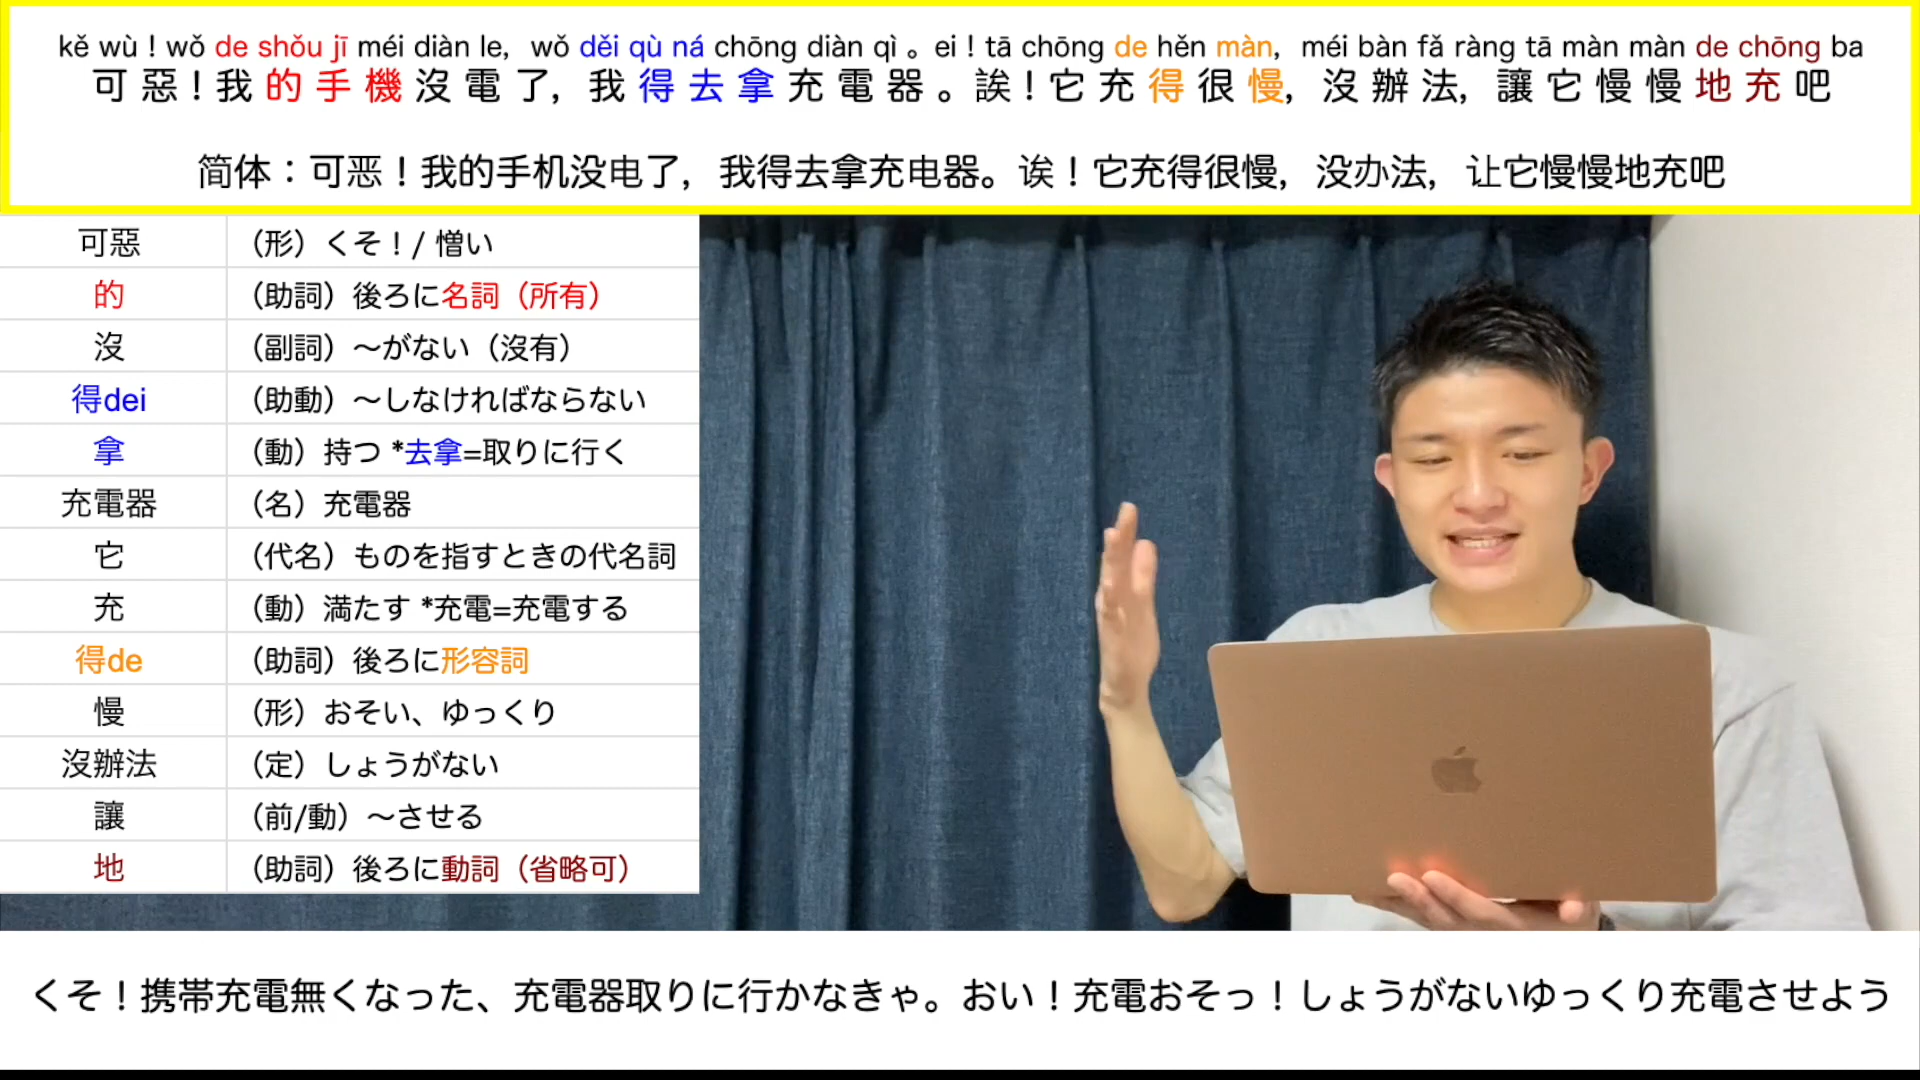 kě wù ! wǒ de shǒu jī méi diàn le, wǒ děi qù ná chōng diàn qì 。ei ! tā chōng de hěn màn, méi bàn fǎ ràng tā màn màn de chōng ba
可惡！我的手機沒電了，我得去拿充電器。誒！它充得很慢，沒辦法，讓它慢慢地充吧
简体：可恶！我的手机没电了，我得去拿充电器。诶！它充得很慢，没办法，让它慢慢地充吧
可惡 （形）くそ！/ 憎い
的 （助詞）後ろに名詞（所有）
沒 （副詞）〜がない（沒有）
得dei （助動）〜しなければならない
拿 （動）持つ *去拿=取りに行く
充電器 （名）充電器
它 （代名）ものを指すときの代名詞
充 （動）満たす *充電=充電する
得de （助詞）後ろに形容詞
慢 （形）おそい、ゆっくり
沒辦法 （定）しょうがない
讓 （前/動）〜させる
地 （助詞）後ろに動詞（省略可）
くそ！携帯充電無くなった、充電器取りに行かなきゃ。おい！充電おそっ！しょうがないゆっくり充電させよう